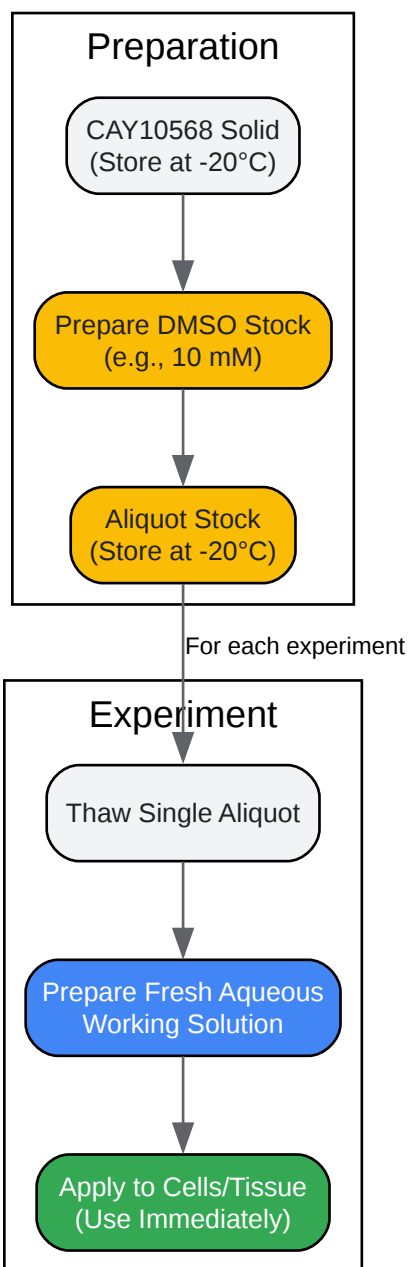 Preparation
CAY10568 Solid
(Store at -20°C)
Prepare DMSO Stock
(e.g., 10 mM)
Aliquot Stock
(Store at -20°C)
For each experiment
Experiment
Thaw Single Aliquot
Prepare Fresh Aqueous
Working Solution
Apply to Cells/Tissue
(Use Immediately)